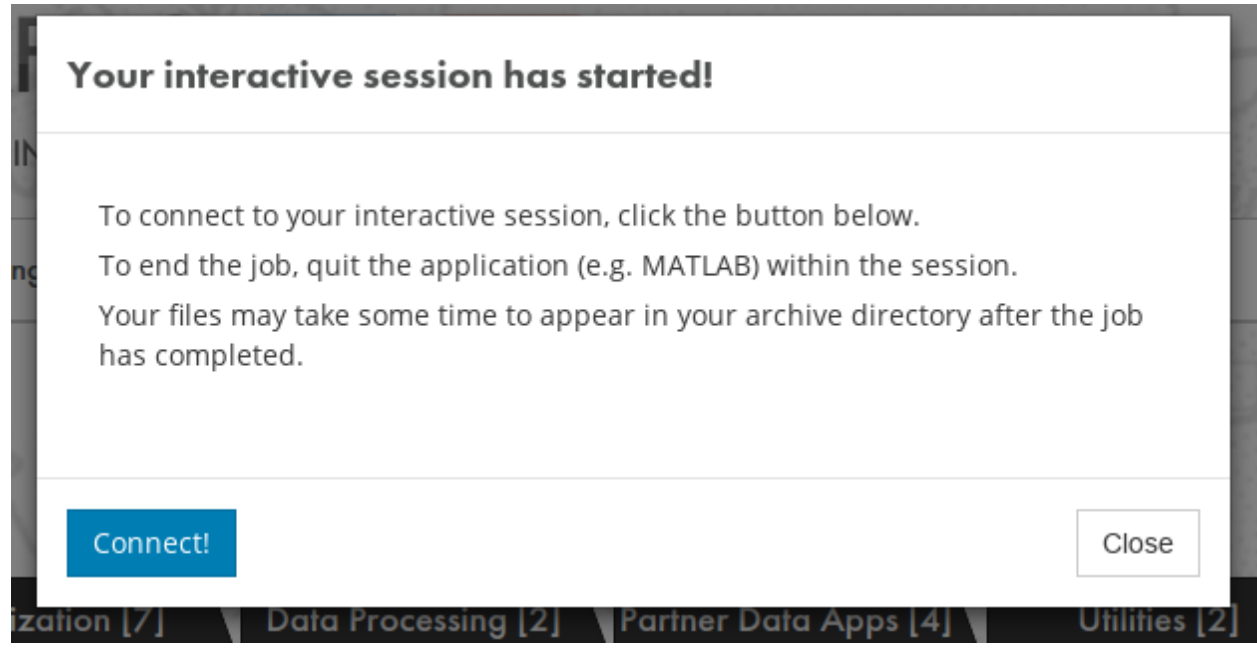 Your interactive session has started!
To connect to your interactive session, click the button below.
To end the job, quit the application (e.g. MATLAB) within the session.
Your files may take some time to appear in your archive directory after the job
has completed.
Connect!
Close
ization [7]
Data Processing [2]
Partner Data Apps [4]
Utilities [2]